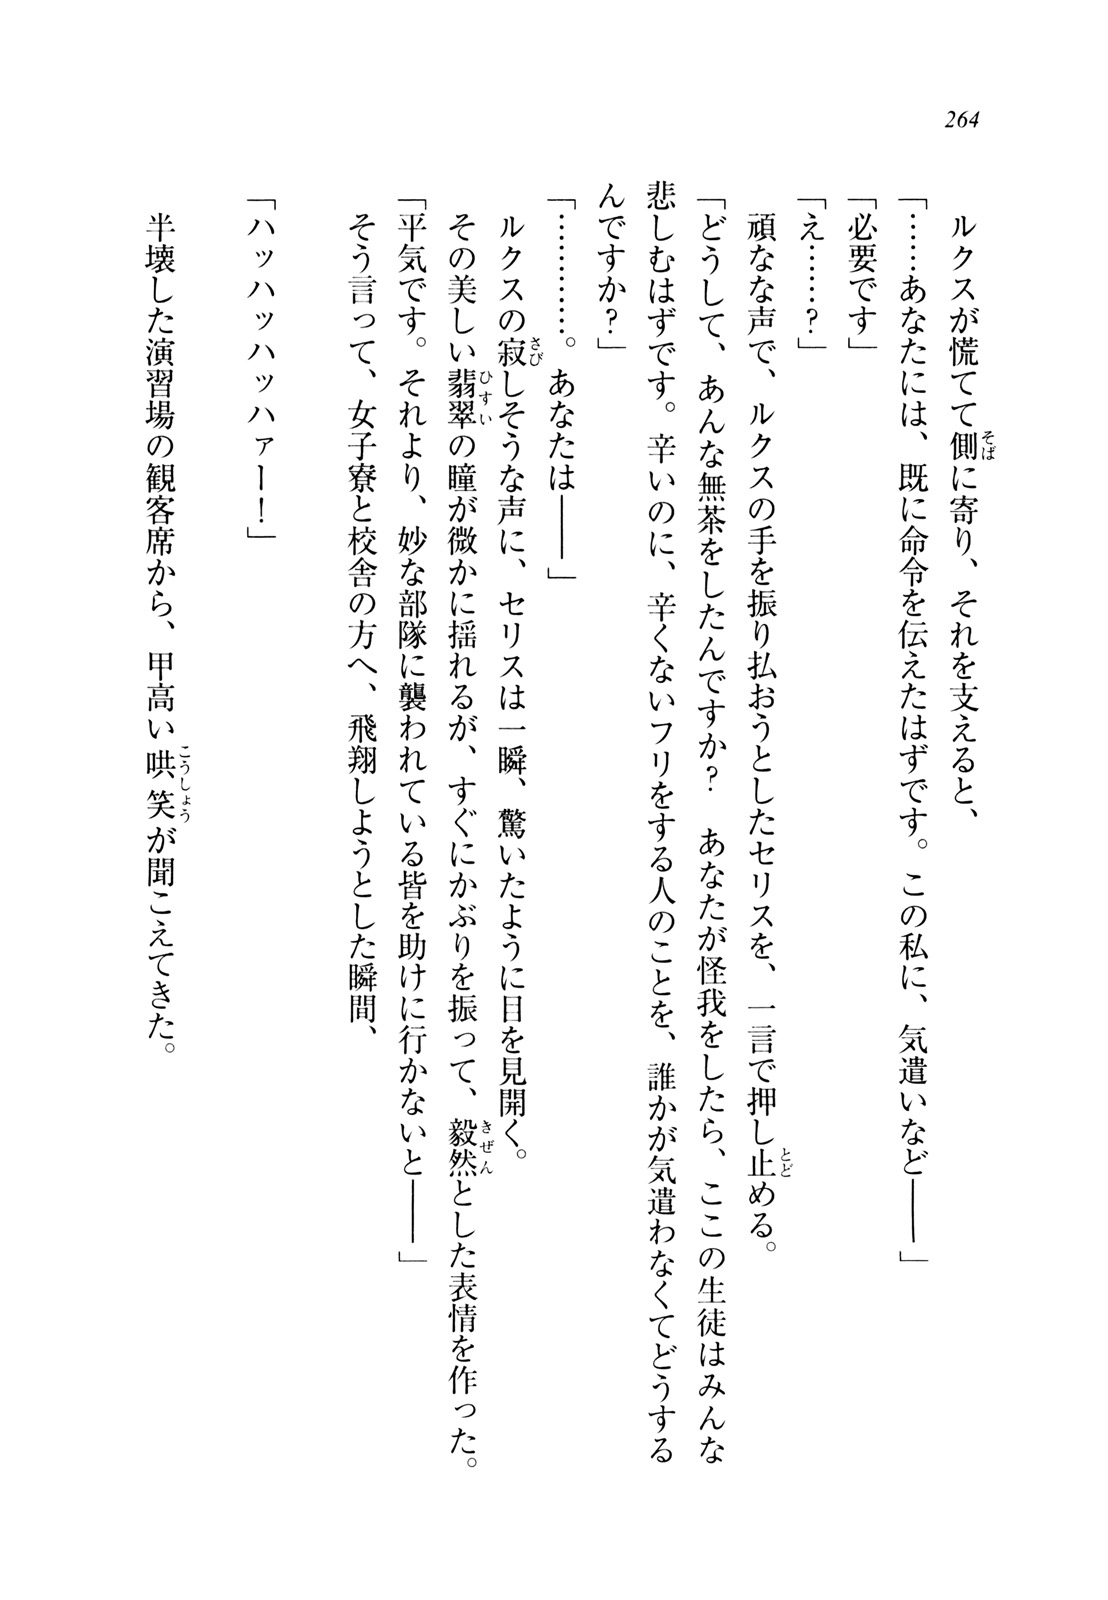 264
ルクスが慌てて側に寄り、それを支えると、
「……あなたには、既に命令を伝えたはずです。この私に、気遣いなど――」
「必要です」
「え……？」
頑なな声で、ルクスの手を振り払おうとしたセリスを、一言で押し止める。
「どうして、あんな無茶をしたんですか？　あなたが怪我をしたら、ここの生徒はみんな
悲しむはずです。辛いのに、辛くないフリをする人のことを、誰かが気遣わなくてどうする
んですか？」
「…………。あなたは――」
ルクスの寂しそうな声に、セリスは一瞬、驚いたように目を見開く。
その美しい翡翠の瞳が微かに揺れるが、すぐにかぶりを振って、毅然とした表情を作った。
「平気です。それより、妙な部隊に襲われている皆を助けに行かないと――」
そう言って、女子寮と校舎の方へ、飛翔しようとした瞬間、
「ハッハッハッハァー！」
半壊した演習場の観客席から、甲高い哄笑が聞こえてきた。